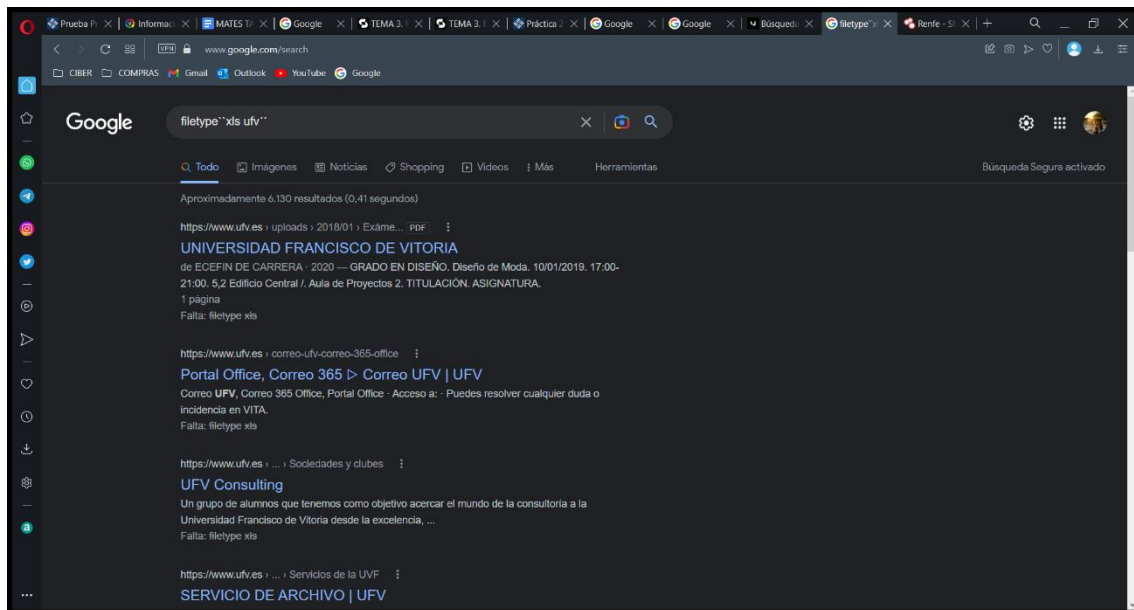 Prueba Pr
Informac
MATES TA
Google
TEMA 3. I
TEMA 3. I
Práctica 2
Google
Google
Búsqueda
filetype``x
Renfe - Si
VPN www.google.com/search
CIBER COMPRAS Gmail Outlook YouTube Google
Google
filetype``xls ufv``
Todo Imágenes Noticias Shopping Vídeos Más Herramientas Búsqueda Segura activado
Aproximadamente 6.130 resultados (0,41 segundos)
https://www.ufv.es › uploads › 2018/01 › Exáme... PDF
UNIVERSIDAD FRANCISCO DE VITORIA
de ECEFIN DE CARRERA · 2020 — GRADO EN DISEÑO. Diseño de Moda. 10/01/2019. 17:00-
21:00. 5,2 Edificio Central /. Aula de Proyectos 2. TITULACIÓN. ASIGNATURA.
1 página
Falta: filetype xls
https://www.ufv.es › correo-ufv-correo-365-office
Portal Office, Correo 365 ▷ Correo UFV | UFV
Correo UFV, Correo 365 Office, Portal Office · Acceso a: · Puedes resolver cualquier duda o
incidencia en VITA.
Falta: filetype xls
https://www.ufv.es › ... › Sociedades y clubes
UFV Consulting
Un grupo de alumnos que tenemos como objetivo acercar el mundo de la consultoría a la
Universidad Francisco de Vitoria desde la excelencia, ...
Falta: filetype xls
https://www.ufv.es › ... › Servicios de la UVF
SERVICIO DE ARCHIVO | UFV